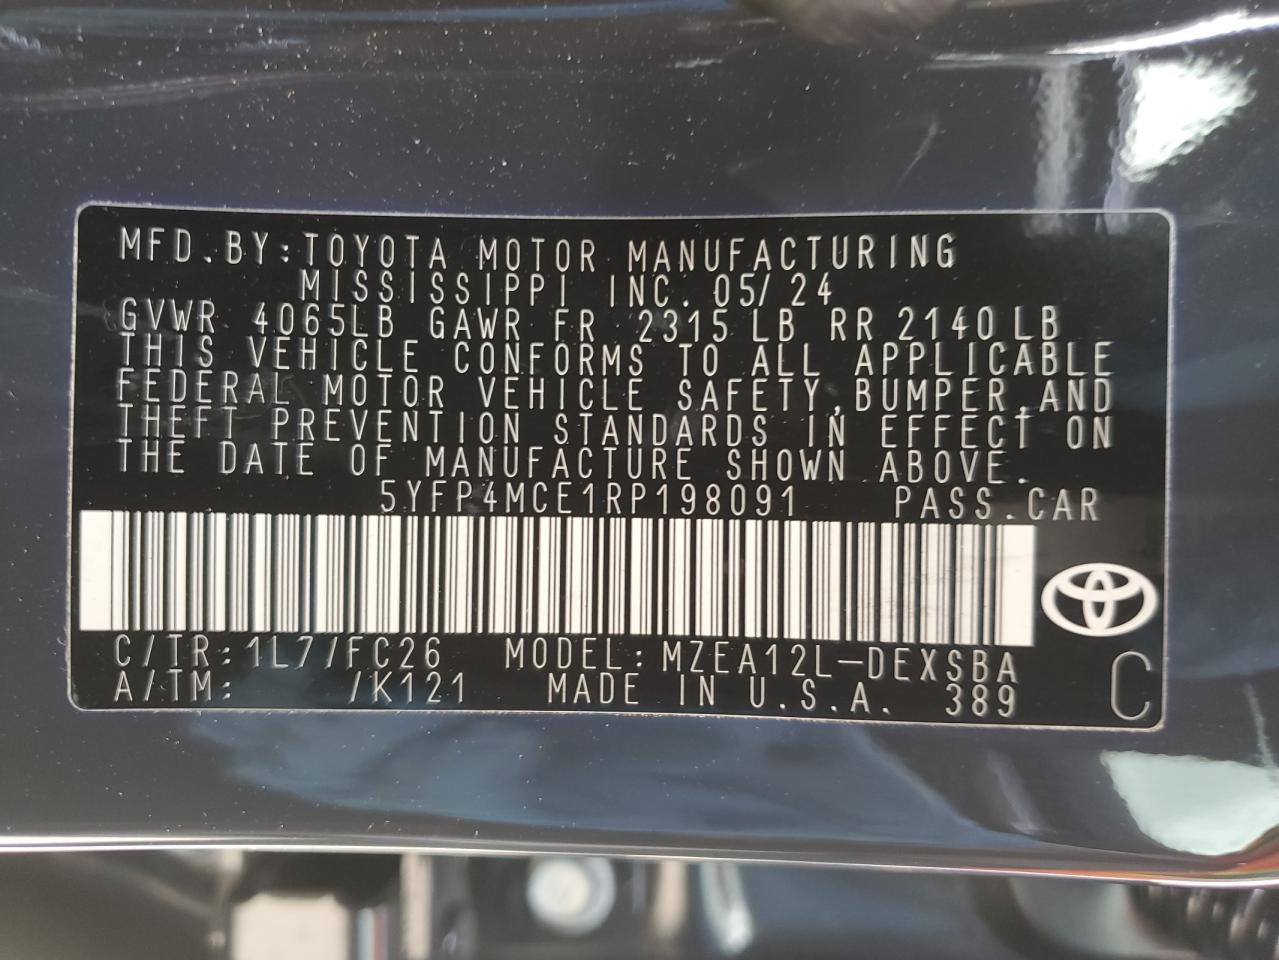 MFD.BY:TOYOTA MOTOR MANUFACTURING
MISSISSIPPI INC. 05/24
GVWR 4065LB GAWR FR 2315 LB RR 2140LB
THIS VEHICLE CONFORMS TO ALL APPLICABLE
FEDERAL MOTOR VEHICLE SAFETY,BUMPER,AND
THEFT PREVENTION STANDARDS IN EFFECT ON
THE DATE OF MANUFACTURE SHOWN ABOVE.
5YFP4MCE1RP198091 PASS.CAR
C/TR:1L7/FC26 MODEL:MZEA12L-DEXSBA
A/TM: /K121 MADE IN U.S.A. 389
C